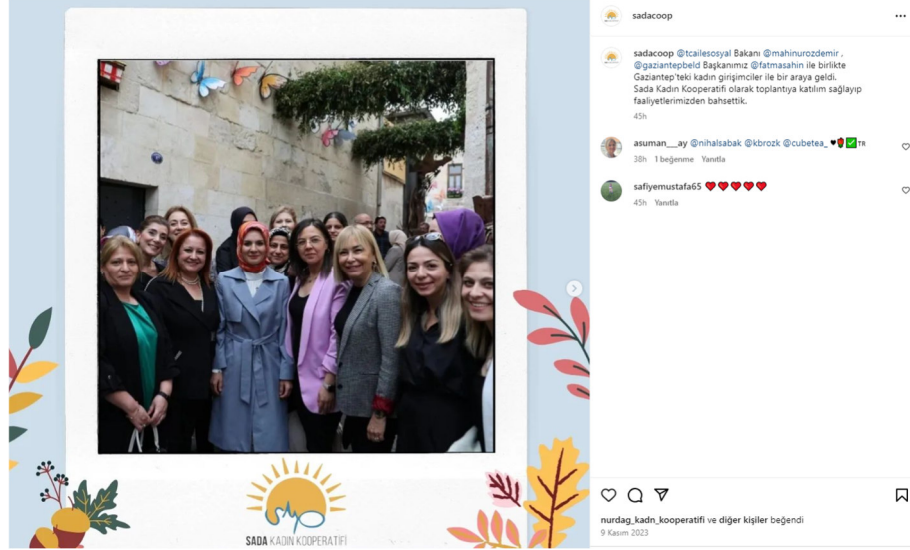 SADA KADIN KOOPERATİFİ
sadacoop
sadacoop @tcailesosyal Bakanı @mahinurozdemir ,
@gaziantepbeld Başkanımız @fatmasahin ile birlikte
Gaziantep'teki kadın girişimciler ile bir araya geldi.
Sada Kadın Kooperatifi olarak toplantıya katılım sağlayıp
faaliyetlerimizden bahsettik.
45h
asuman___ay @nihalsabak @kbrozk @cubetea_ ♥🌹✅ TR
38h 1 beğenme Yanıtla
safiyemustafa65 ❤️❤️❤️❤️❤️
45h Yanıtla
nurdag_kadn_kooperatifi ve diğer kişiler beğendi
9 Kasım 2023